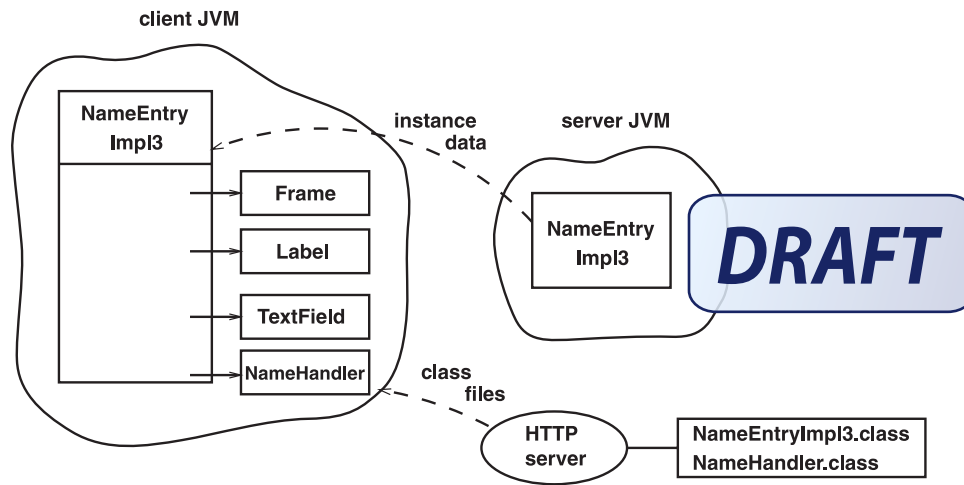 client JVM
NameEntry
Impl3
instance
data
server JVM
Frame
NameEntry
Impl3
DRAFT
Label
TextField
NameHandler
class
files
HTTP
server
NameEntryImpl3.class
NameHandler.class